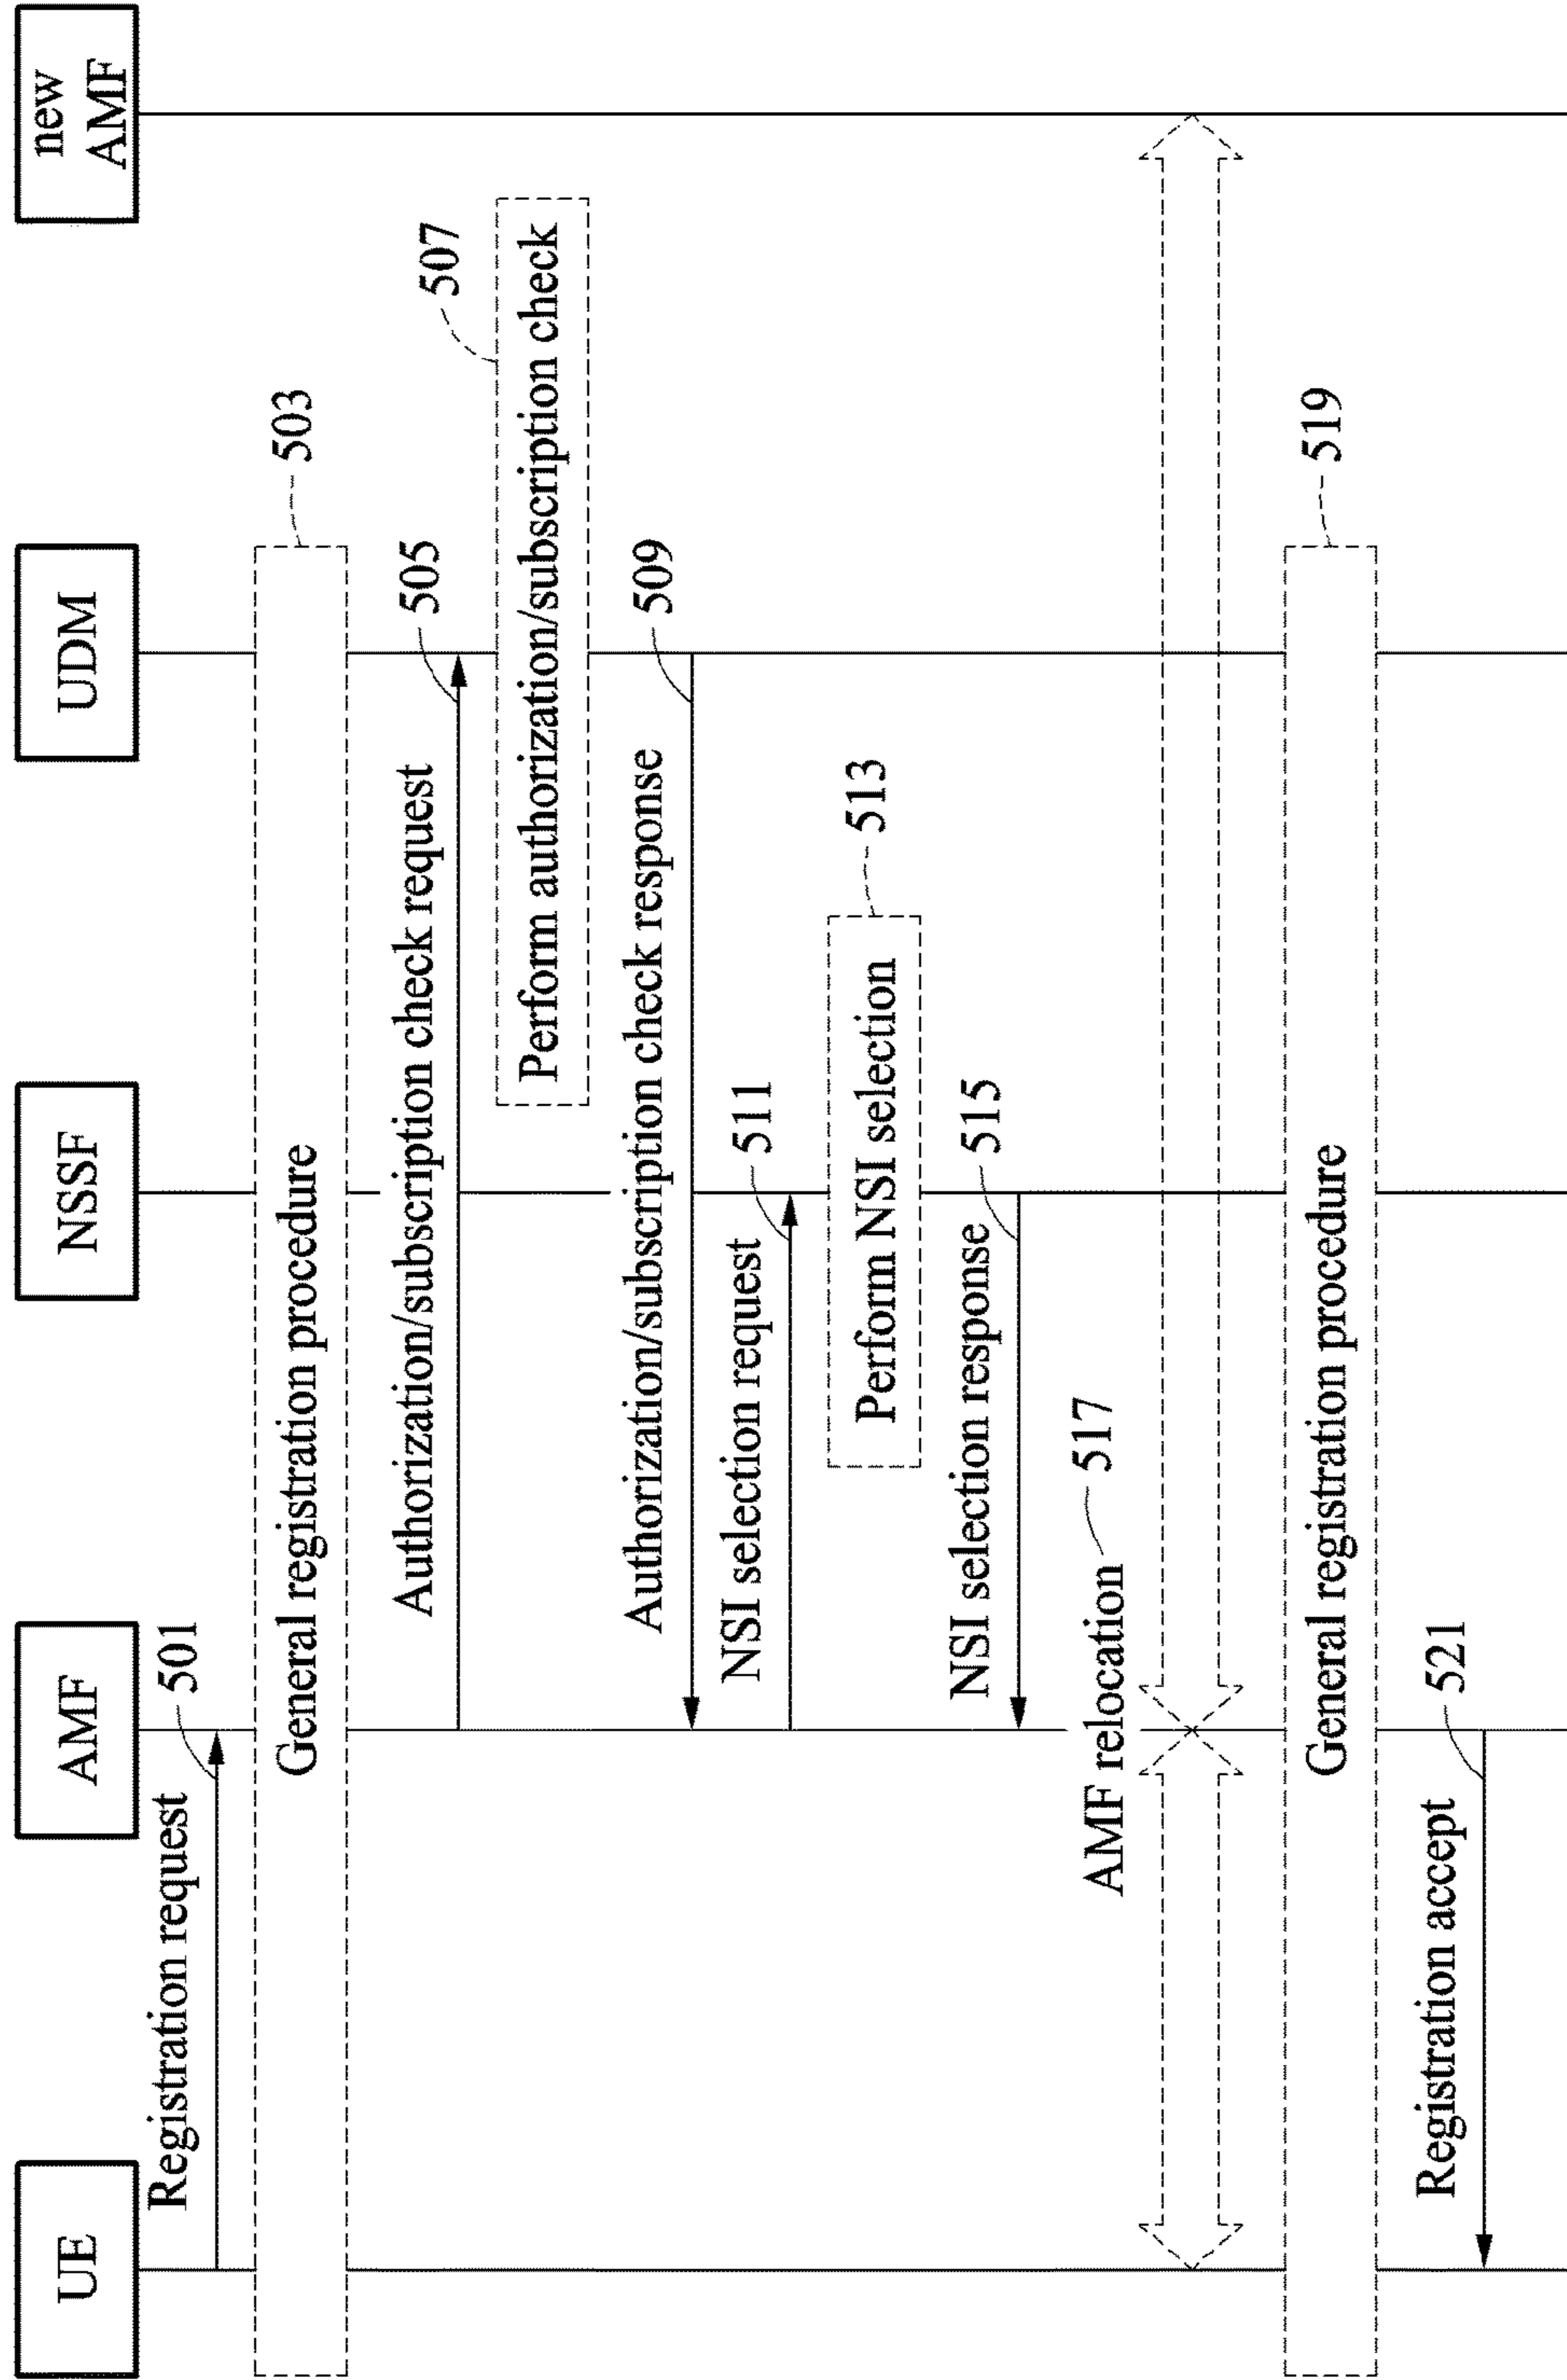 UE
AMF
NSSF
UDM
new
AMF
Registration request
501
503
General registration procedure
Authorization/subscription check request
505
507
Perform authorization/subscription check
Authorization/subscription check response
509
NSI selection request
511
513
Perform NSI selection
NSI selection response
515
AMF relocation
517
519
General registration procedure
Registration accept
521